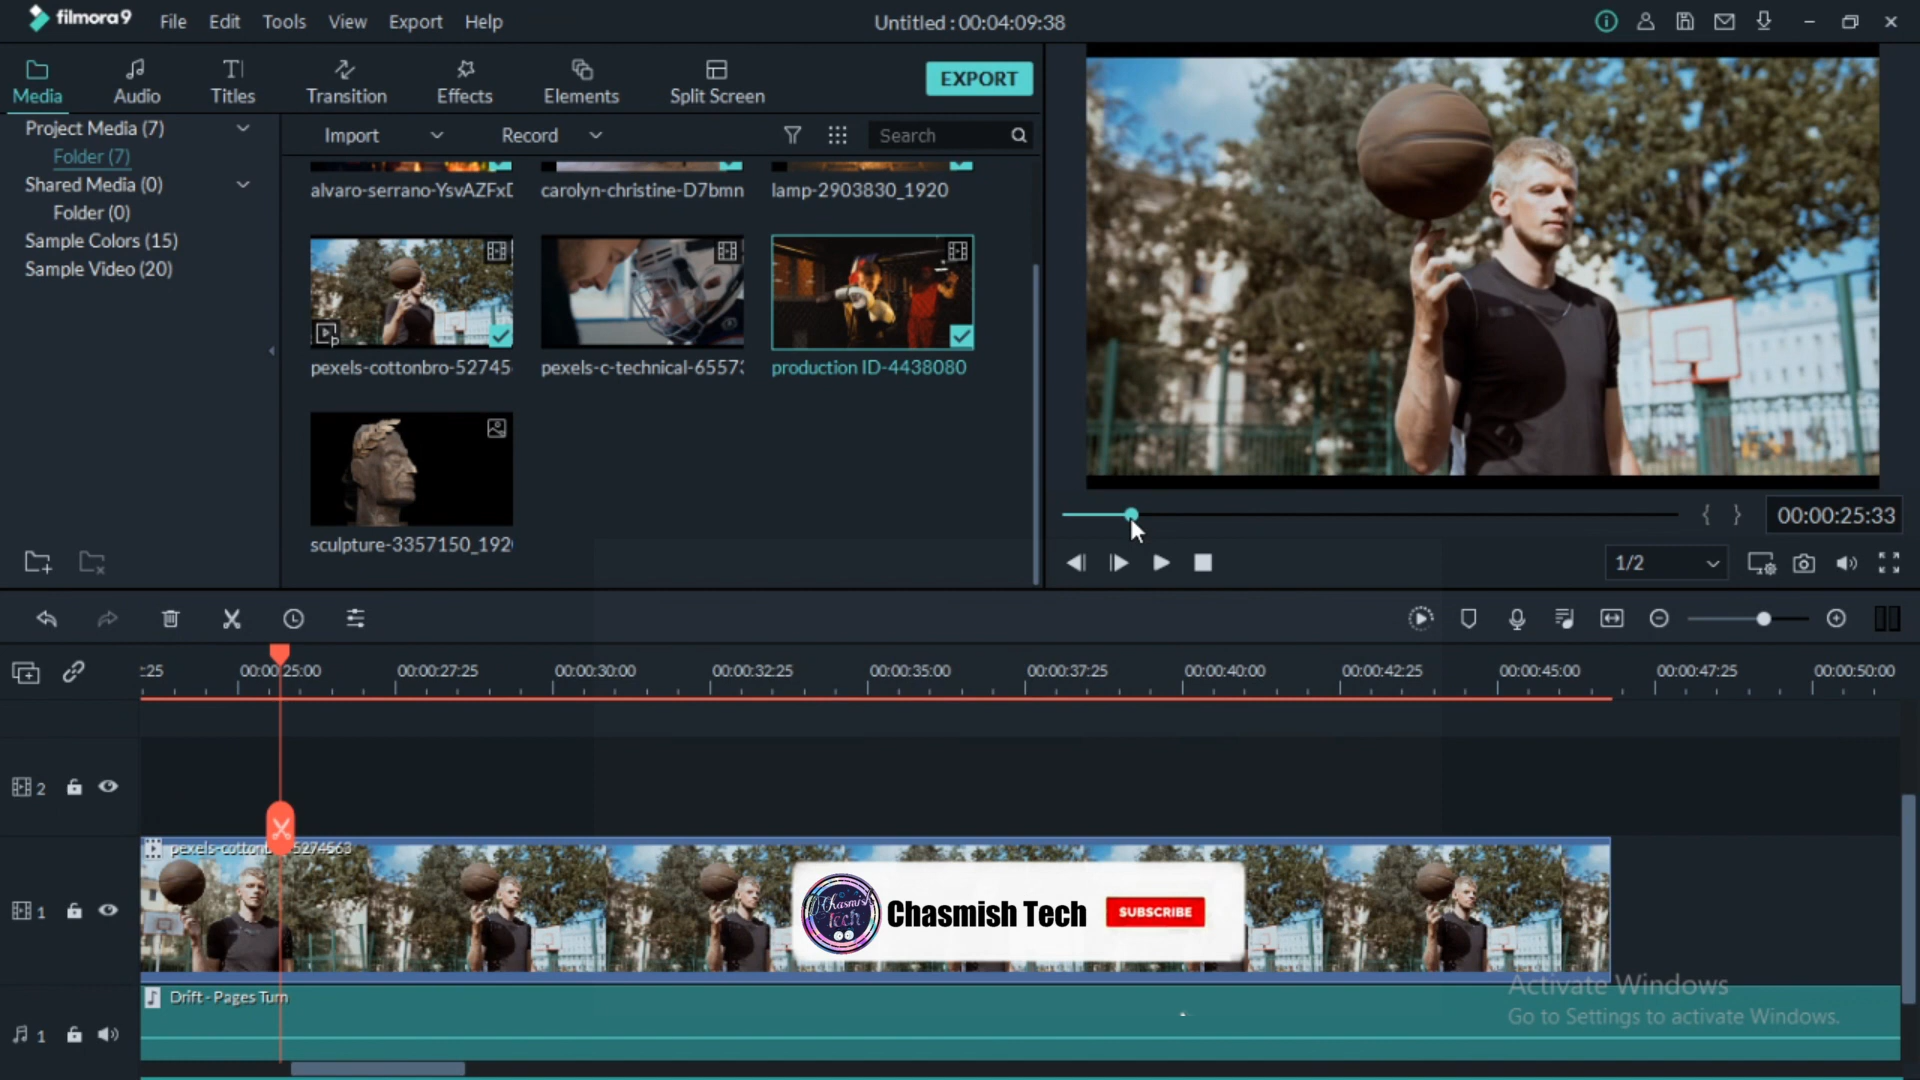 filmora9 File Edit Tools View Export Help Untitled : 00:04:09:38
Media Audio Titles Transition Effects Elements Split Screen EXPORT
Project Media (7)
Folder (7)
Shared Media (0)
Folder (0)
Sample Colors (15)
Sample Video (20)
Import Record Search
alvaro-serrano-YsvAZFxD carolyn-christine-D7bmn lamp-2903830_1920
pexels-cottonbro-52745 pexels-c-technical-6557 production ID-4438080
sculpture-3357150_192
00:00:25:33
1/2
:25 00:00:25:00 00:00:27:25 00:00:30:00 00:00:32:25 00:00:35:00 00:00:37:25 00:00:40:00 00:00:42:25 00:00:45:00 00:00:47:25 00:00:50:00
2
5274563
1
Chasmish Tech
Chasmish Tech SUBSCRIBE
Activate Windows
Go to Settings to activate Windows.
Drift - Pages Turn
1